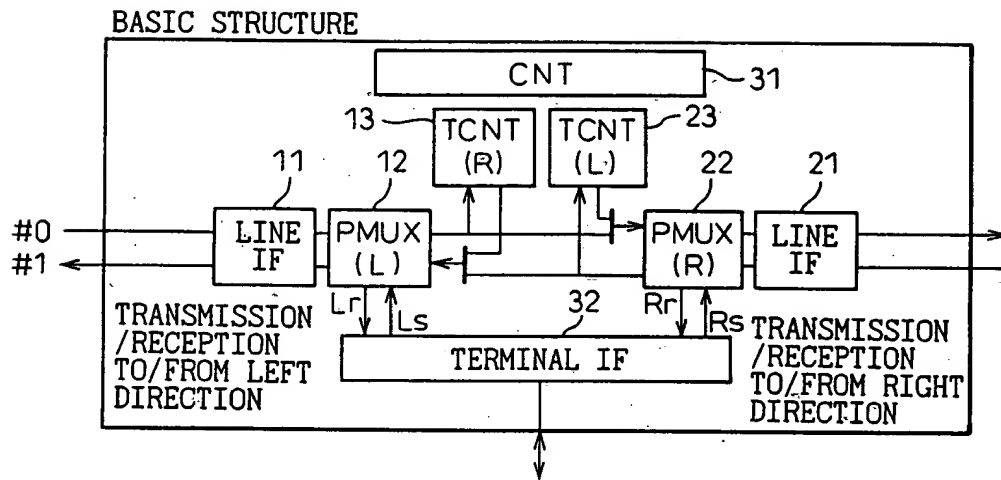 BASIC STRUCTURE
CNT
31
13
TCNT
(R)
TCNT
(L)
23
11
12
22
21
#0
#1
LINE
IF
PMUX
(L)
PMUX
(R)
LINE
IF
Lr
Ls
32
Rr
Rs
TERMINAL IF
TRANSMISSION
/RECEPTION
TO/FROM LEFT
DIRECTION
TRANSMISSION
/RECEPTION
TO/FROM RIGHT
DIRECTION